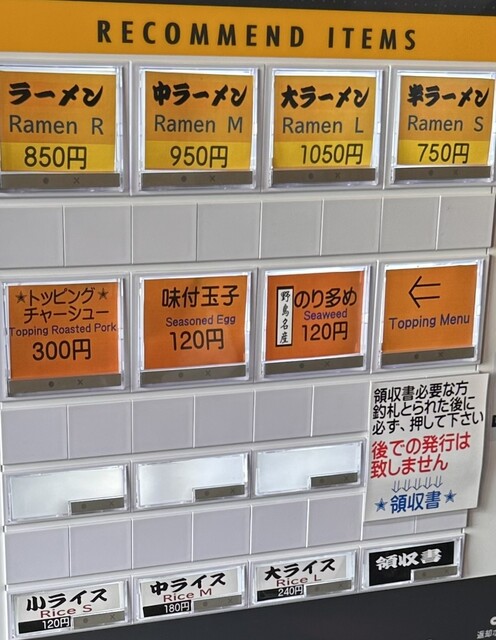 RECOMMEND ITEMS
ラーメン
Ramen R
850円
中ラーメン
Ramen M
950円
大ラーメン
Ramen L
1050円
半ラーメン
Ramen S
750円
★トッピング★
チャーシュー
Topping Roasted Pork
300円
味付玉子
Seasoned Egg
120円
野島名産
のり多め
Seaweed
120円
←
Topping Menu
領収書必要な方
釣札とられた後に
必ず、押して下さい
後での発行は
致しません
⇩⇩⇩⇩⇩
★領収書★
小ライス
Rice S
120円
中ライス
Rice M
180円
大ライス
Rice L
240円
領収書